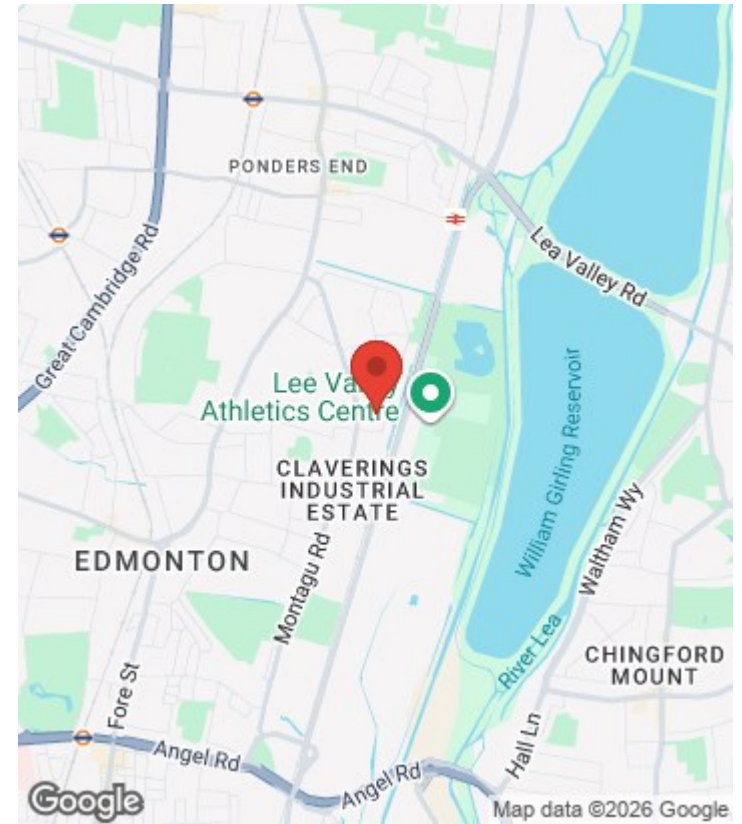 PONDERS END
Lea Valley Rd
Great Cambridge Rd
Lee Va
Athletics Centre
William Girling Reservoir
CLAVERINGS
INDUSTRIAL
ESTATE
Waltham Wy
EDMONTON
Montagu Rd
River Lea
CHINGFORD
MOUNT
Fore St
Hall Ln
Angel Rd
Angel Rd
Google
Map data ©2026 Google